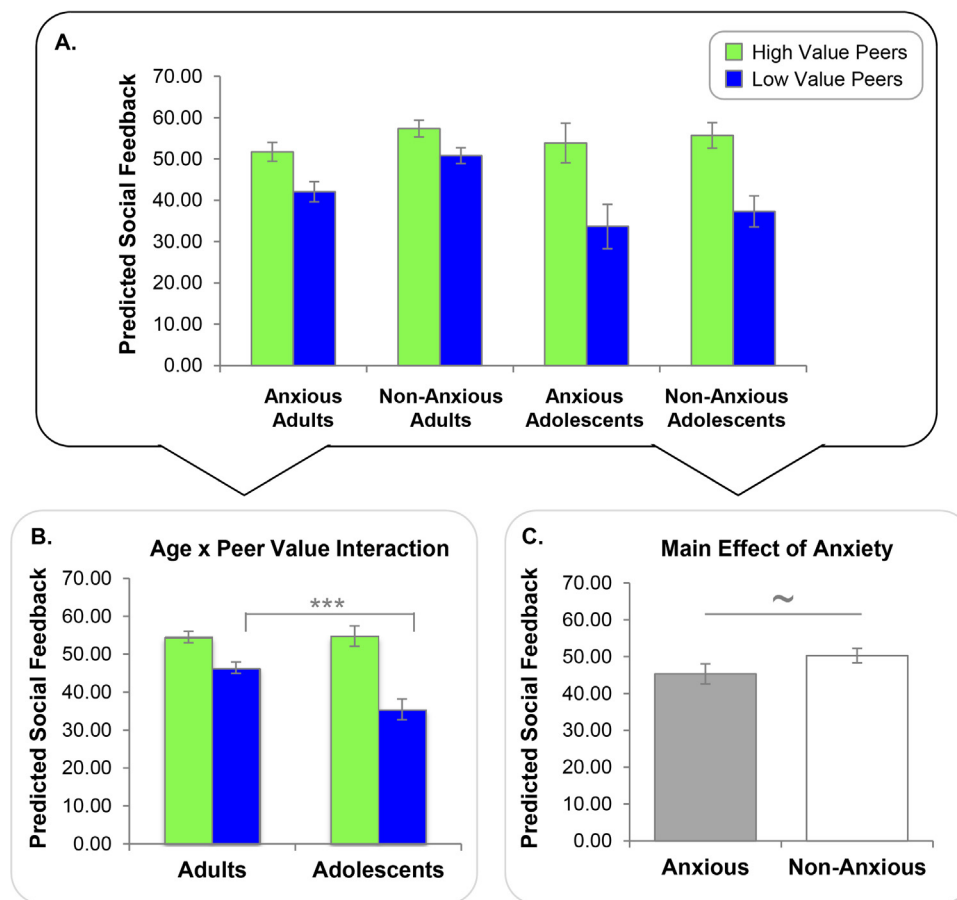 A.
High Value Peers
Low Value Peers
Predicted Social Feedback
70.00
60.00
50.00
40.00
30.00
20.00
10.00
0.00
Anxious Adults
Non-Anxious Adults
Anxious Adolescents
Non-Anxious Adolescents
B.
Age x Peer Value Interaction
Predicted Social Feedback
70.00
60.00
50.00
40.00
30.00
20.00
10.00
0.00
***
Adults
Adolescents
C.
Main Effect of Anxiety
Predicted Social Feedback
70.00
60.00
50.00
40.00
30.00
20.00
10.00
0.00
~
Anxious
Non-Anxious